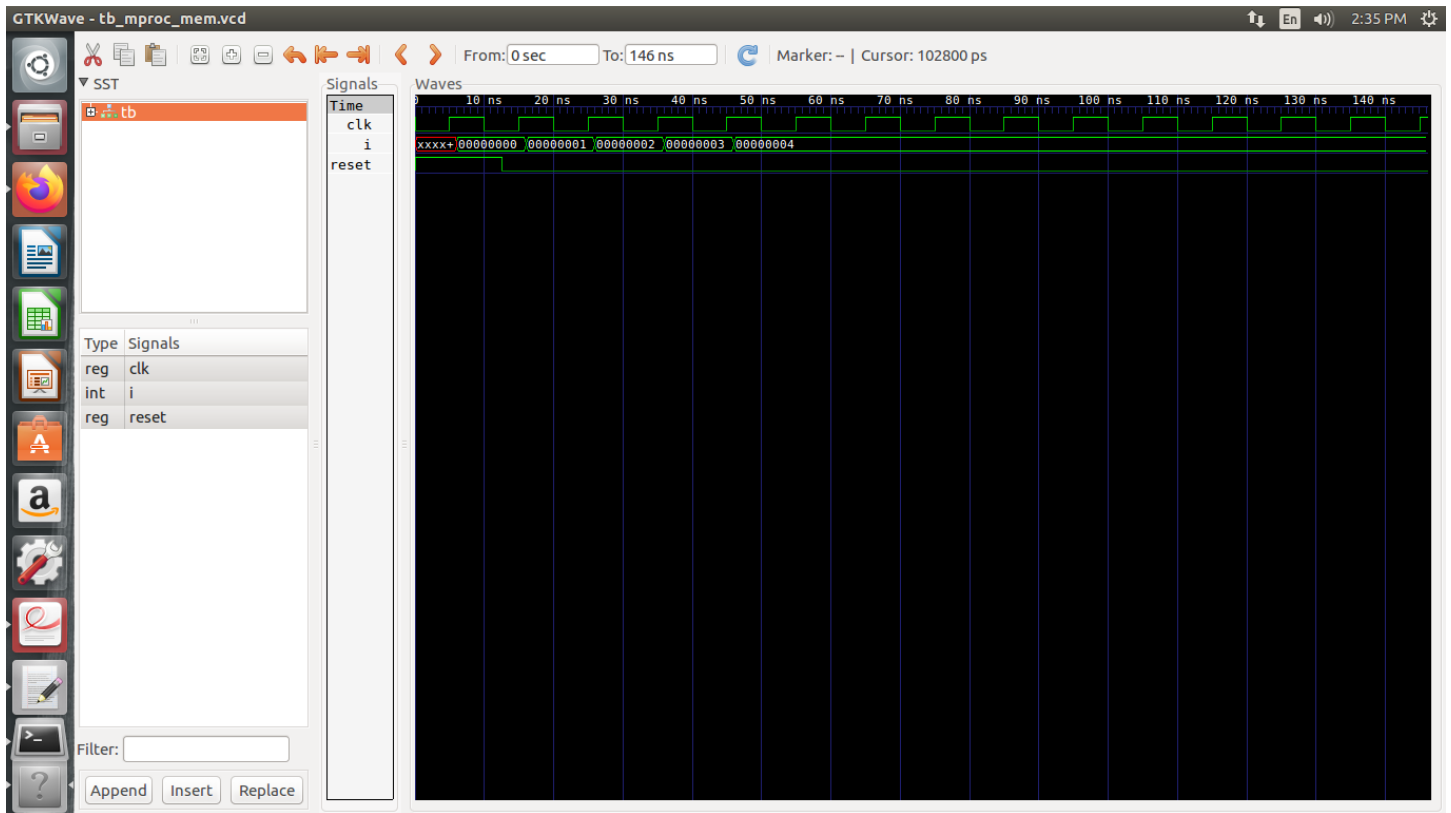 GTKWave - tb_mproc_mem.vcd
En 2:35 PM
From: 0 sec To: 146 ns Marker: -- | Cursor: 102800 ps
SST
tb
Type Signals
reg clk
int i
reg reset
Filter:
Append Insert Replace
Signals
Time
clk
i
reset
Waves
0 10 ns 20 ns 30 ns 40 ns 50 ns 60 ns 70 ns 80 ns 90 ns 100 ns 110 ns 120 ns 130 ns 140 ns
xxxx+ 00000000 00000001 00000002 00000003 00000004
A
a
>_
?